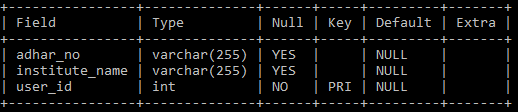 +----------------+--------------+------+-----+---------+-------+
| Field          | Type         | Null | Key | Default | Extra |
+----------------+--------------+------+-----+---------+-------+
| adhar_no       | varchar(255) | YES  |     | NULL    |       |
| institute_name | varchar(255) | YES  |     | NULL    |       |
| user_id        | int          | NO   | PRI | NULL    |       |
+----------------+--------------+------+-----+---------+-------+